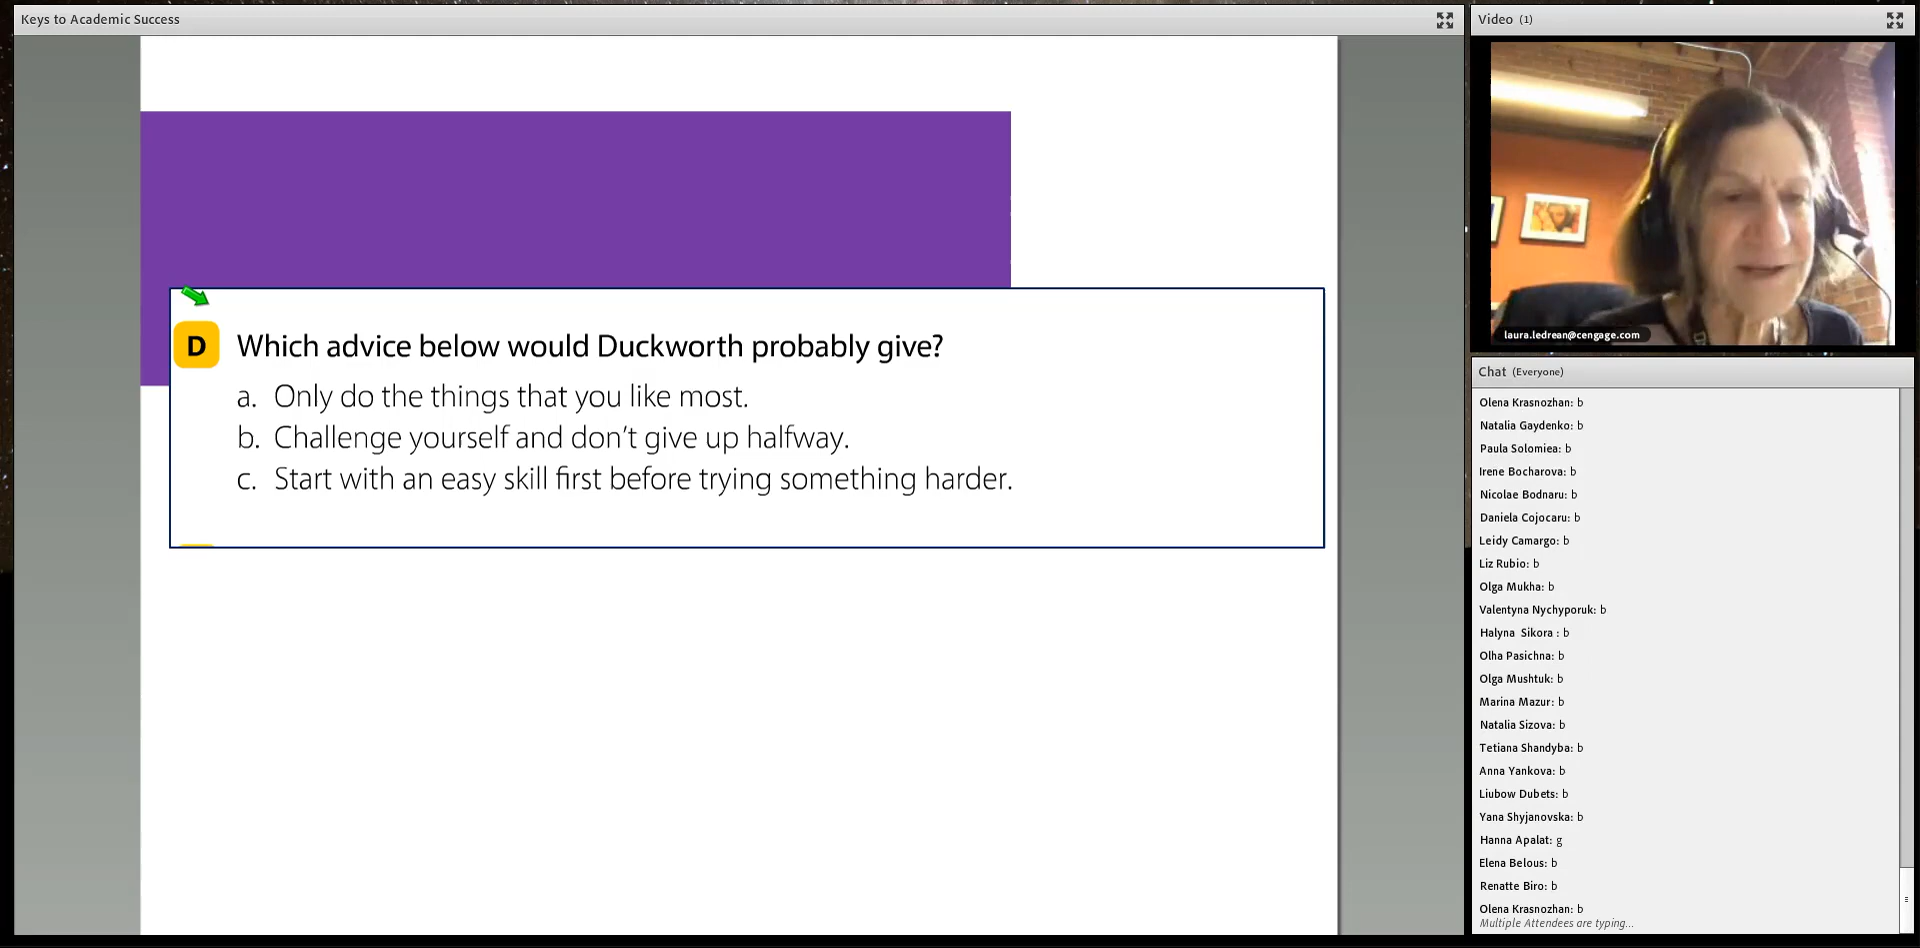 Keys to Academic Success
D Which advice below would Duckworth probably give?
a. Only do the things that you like most.
b. Challenge yourself and don't give up halfway.
c. Start with an easy skill first before trying something harder.
Video (1)
laura.ledrean@cengage.com
Chat (Everyone)
Olena Krasnozhan: b
Natalia Gaydenko: b
Paula Solomiea: b
Irene Bocharova: b
Nicolae Bodnaru: b
Daniela Cojocaru: b
Leidy Camargo: b
Liz Rubio: b
Olga Mukha: b
Valentyna Nychyporuk: b
Halyna  Sikora : b
Olha Pasichna: b
Olga Mushtuk: b
Marina Mazur: b
Natalia Sizova: b
Tetiana Shandyba: b
Anna Yankova: b
Liubow Dubets: b
Yana Shyjanovska: b
Hanna Apalat: g
Elena Belous: b
Renatte Biro: b
Olena Krasnozhan: b
Multiple Attendees are typing...